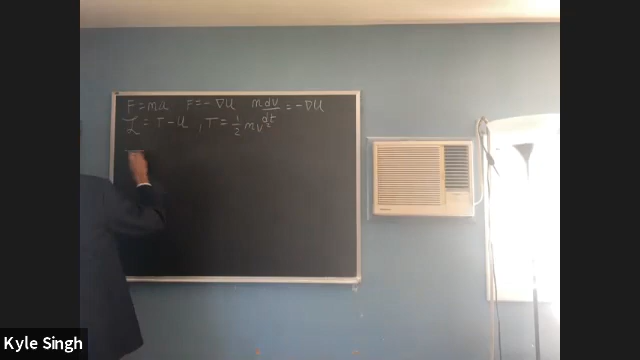 F = ma F = - ∇U m dv/dt = - ∇U
ℒ = T - U , T = 1/2 mv²
Kyle Singh